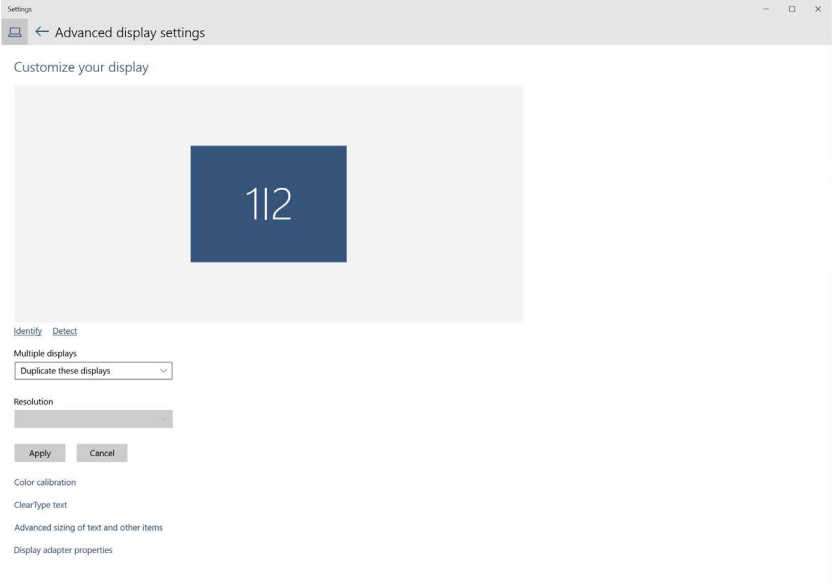 Settings
Advanced display settings
Customize your display
1|2
Identify Detect
Multiple displays
Duplicate these displays
Resolution
Apply Cancel
Color calibration
ClearType text
Advanced sizing of text and other items
Display adapter properties